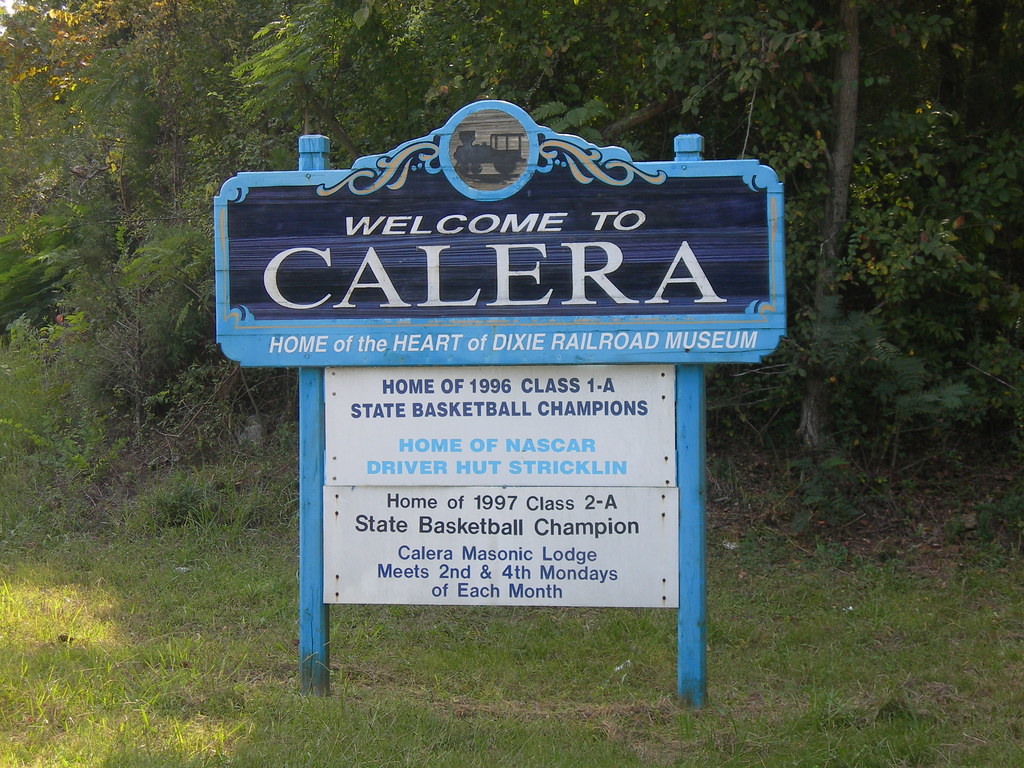 WELCOME TO
CALERA
HOME of the HEART of DIXIE RAILROAD MUSEUM
HOME OF 1996 CLASS 1-A
STATE BASKETBALL CHAMPIONS
HOME OF NASCAR
DRIVER HUT STRICKLIN
Home of 1997 Class 2-A
State Basketball Champion
Calera Masonic Lodge
Meets 2nd & 4th Mondays
of Each Month